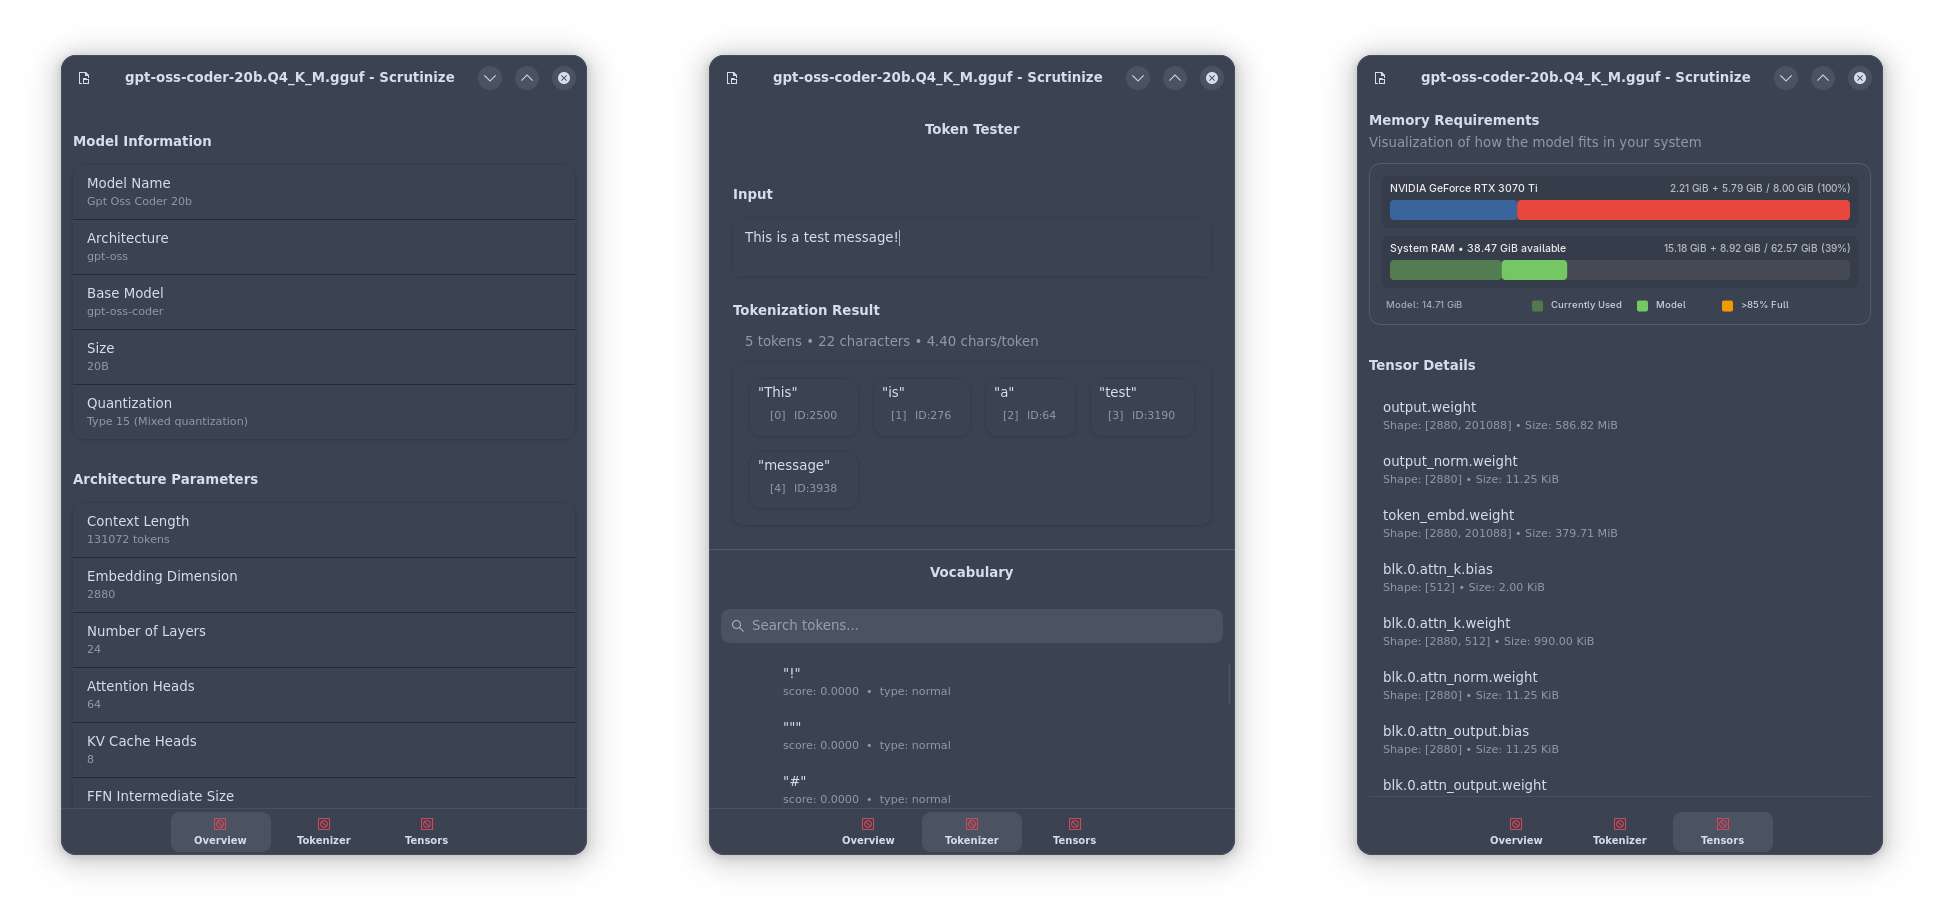 gpt-oss-coder-20b.Q4_K_M.gguf - Scrutinize
Model Information
Model Name
Gpt Oss Coder 20b
Architecture
gpt-oss
Base Model
gpt-oss-coder
Size
20B
Quantization
Type 15 (Mixed quantization)
Architecture Parameters
Context Length
131072 tokens
Embedding Dimension
2880
Number of Layers
24
Attention Heads
64
KV Cache Heads
8
FFN Intermediate Size
Overview Tokenizer Tensors
gpt-oss-coder-20b.Q4_K_M.gguf - Scrutinize
Token Tester
Input
This is a test message!
Tokenization Result
5 tokens • 22 characters • 4.40 chars/token
"This" "is" "a" "test"
[0] ID:2500 [1] ID:276 [2] ID:64 [3] ID:3190
"message"
[4] ID:3938
Vocabulary
Search tokens...
"!"
score: 0.0000 • type: normal
"""
score: 0.0000 • type: normal
"#"
score: 0.0000 • type: normal
Overview Tokenizer Tensors
gpt-oss-coder-20b.Q4_K_M.gguf - Scrutinize
Memory Requirements
Visualization of how the model fits in your system
NVIDIA GeForce RTX 3070 Ti 2.21 GiB + 5.79 GiB / 8.00 GiB (100%)
System RAM • 38.47 GiB available 15.18 GiB + 8.92 GiB / 62.57 GiB (39%)
Model: 14.71 GiB Currently Used Model >85% Full
Tensor Details
output.weight
Shape: [2880, 201088] • Size: 586.82 MiB
output_norm.weight
Shape: [2880] • Size: 11.25 KiB
token_embd.weight
Shape: [2880, 201088] • Size: 379.71 MiB
blk.0.attn_k.bias
Shape: [512] • Size: 2.00 KiB
blk.0.attn_k.weight
Shape: [2880, 512] • Size: 990.00 KiB
blk.0.attn_norm.weight
Shape: [2880] • Size: 11.25 KiB
blk.0.attn_output.bias
Shape: [2880] • Size: 11.25 KiB
blk.0.attn_output.weight
Overview Tokenizer Tensors